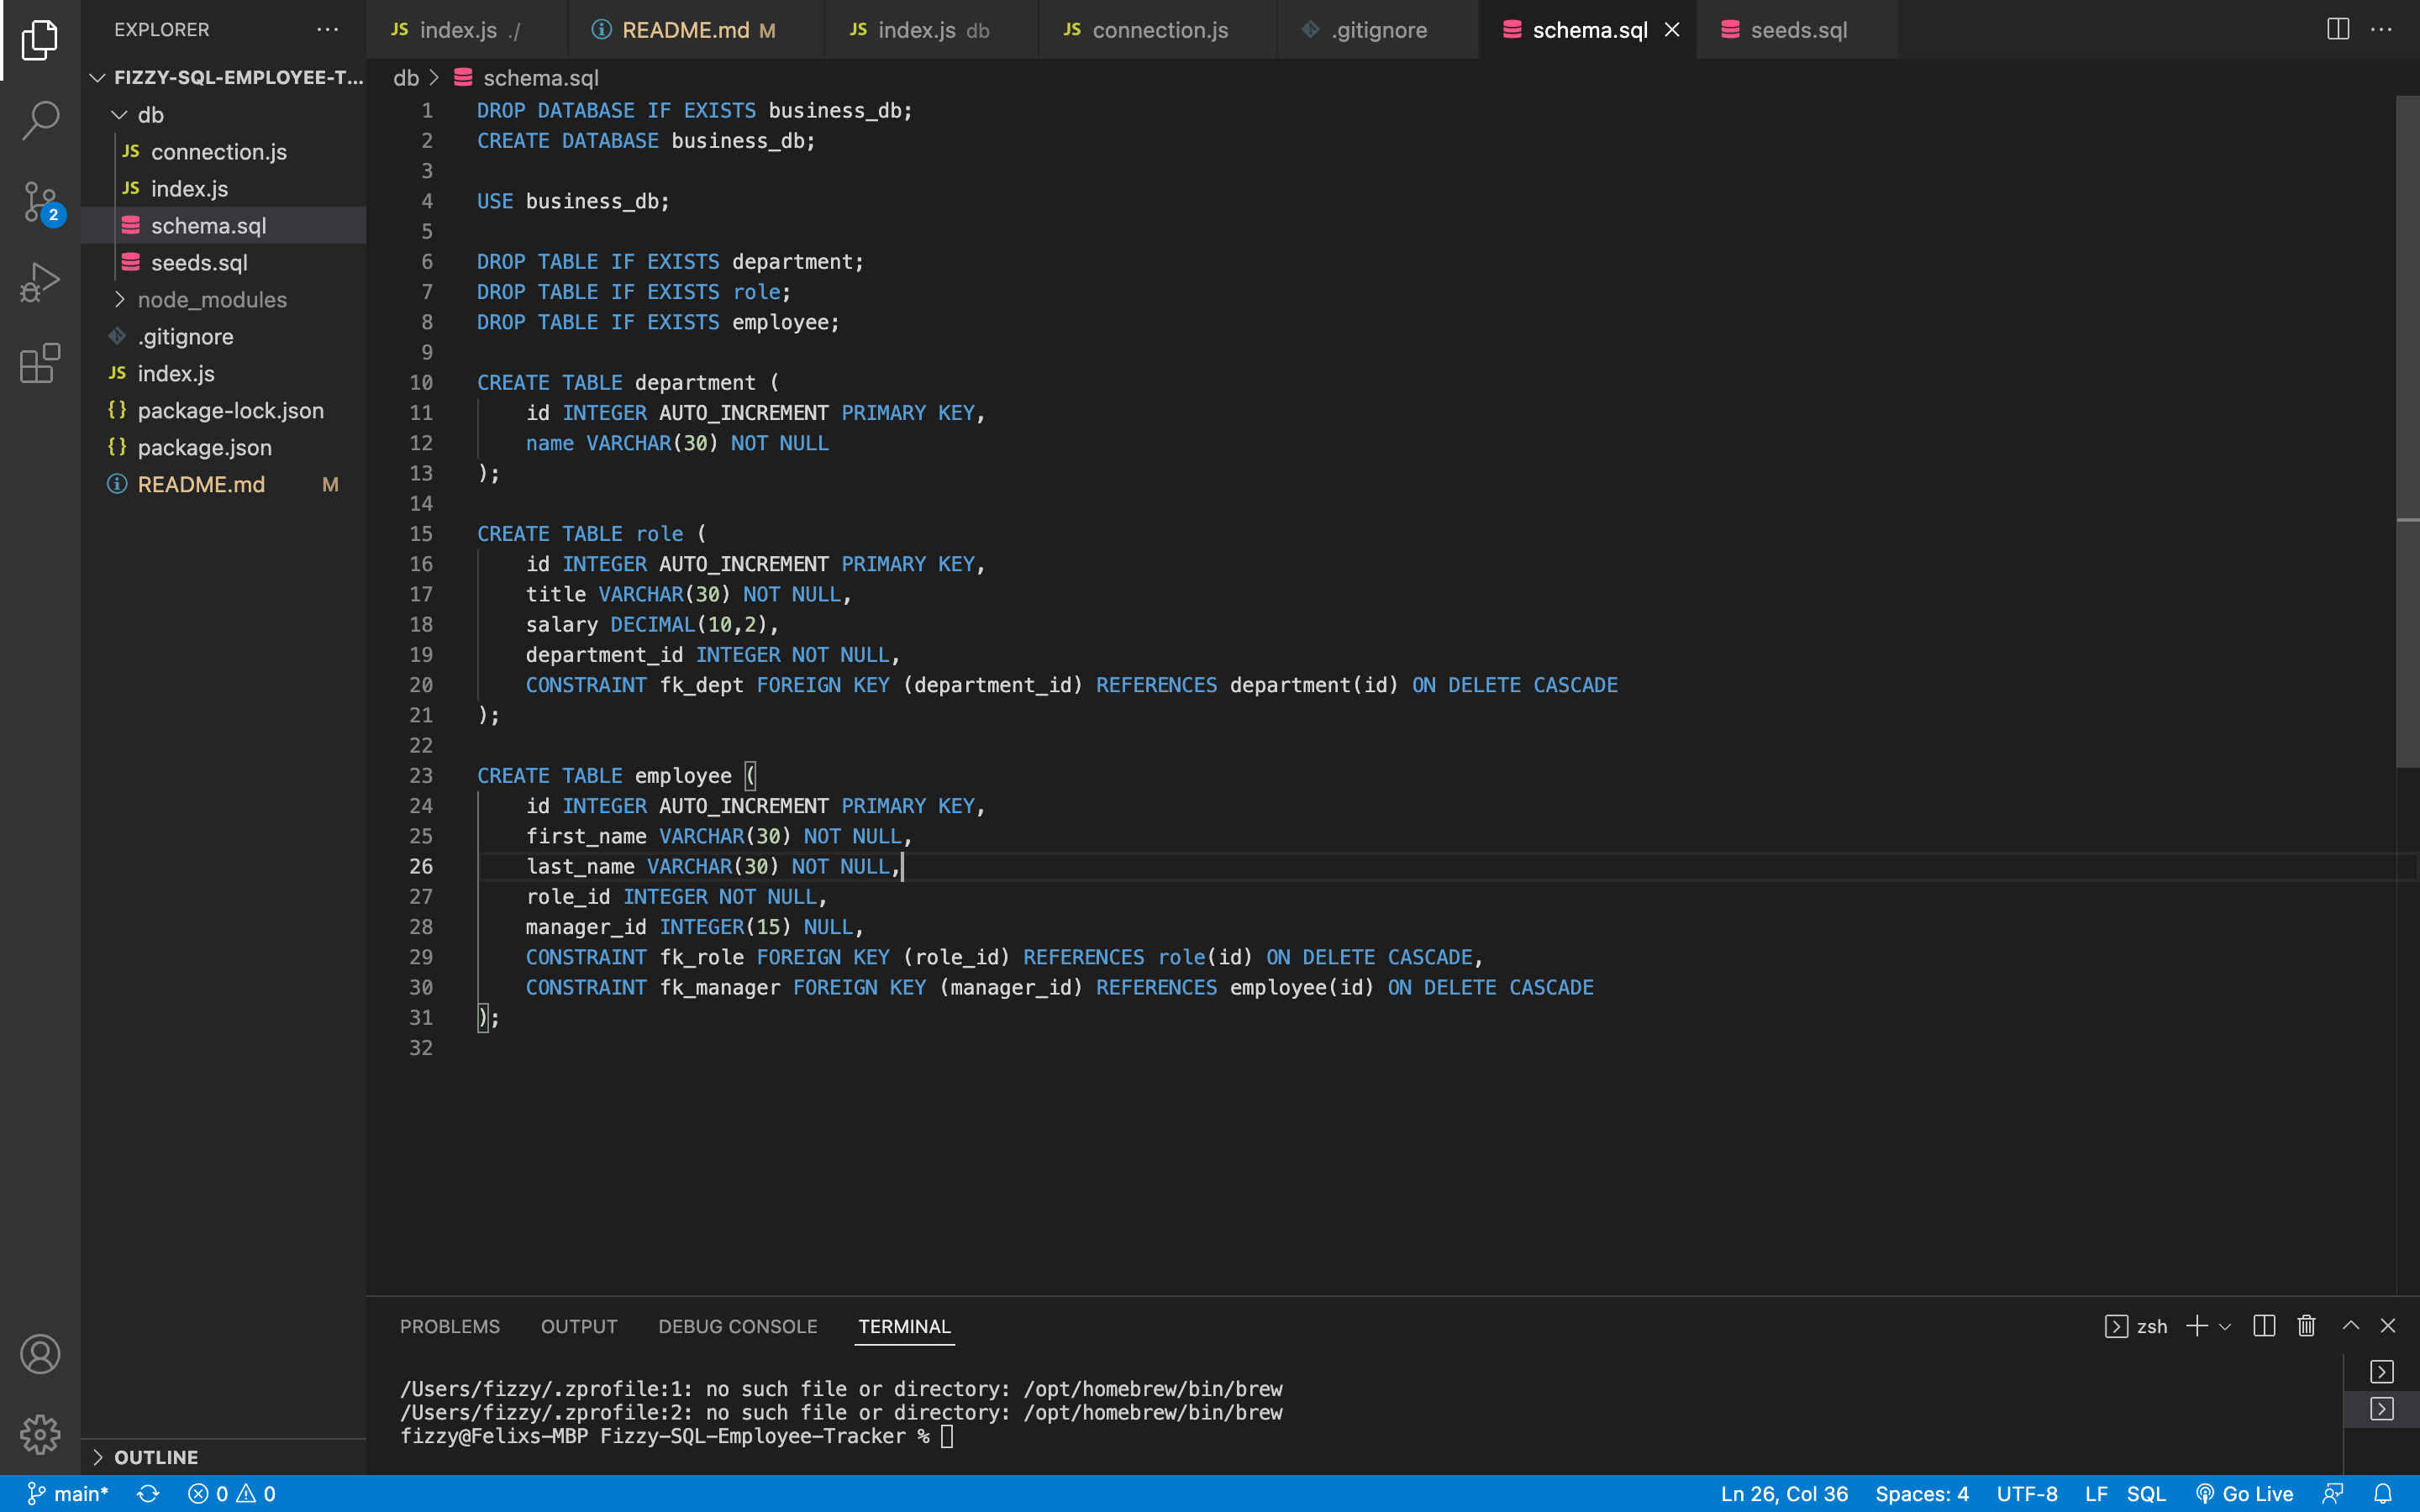 EXPLORER
FIZZY-SQL-EMPLOYEE-T...
db
JS connection.js
JS index.js
schema.sql
seeds.sql
node_modules
.gitignore
JS index.js
{} package-lock.json
{} package.json
README.md M
OUTLINE
2
JS index.js ./
README.md M
JS index.js db
JS connection.js
.gitignore
schema.sql
seeds.sql
db > schema.sql
1 DROP DATABASE IF EXISTS business_db;
2 CREATE DATABASE business_db;
3
4 USE business_db;
5
6 DROP TABLE IF EXISTS department;
7 DROP TABLE IF EXISTS role;
8 DROP TABLE IF EXISTS employee;
9
10 CREATE TABLE department (
11 id INTEGER AUTO_INCREMENT PRIMARY KEY,
12 name VARCHAR(30) NOT NULL
13 );
14
15 CREATE TABLE role (
16 id INTEGER AUTO_INCREMENT PRIMARY KEY,
17 title VARCHAR(30) NOT NULL,
18 salary DECIMAL(10,2),
19 department_id INTEGER NOT NULL,
20 CONSTRAINT fk_dept FOREIGN KEY (department_id) REFERENCES department(id) ON DELETE CASCADE
21 );
22
23 CREATE TABLE employee (
24 id INTEGER AUTO_INCREMENT PRIMARY KEY,
25 first_name VARCHAR(30) NOT NULL,
26 last_name VARCHAR(30) NOT NULL,
27 role_id INTEGER NOT NULL,
28 manager_id INTEGER(15) NULL,
29 CONSTRAINT fk_role FOREIGN KEY (role_id) REFERENCES role(id) ON DELETE CASCADE,
30 CONSTRAINT fk_manager FOREIGN KEY (manager_id) REFERENCES employee(id) ON DELETE CASCADE
31 );
32
PROBLEMS OUTPUT DEBUG CONSOLE TERMINAL
zsh
/Users/fizzy/.zprofile:1: no such file or directory: /opt/homebrew/bin/brew
/Users/fizzy/.zprofile:2: no such file or directory: /opt/homebrew/bin/brew
fizzy@Felixs-MBP Fizzy-SQL-Employee-Tracker %
main* 0 0
Ln 26, Col 36 Spaces: 4 UTF-8 LF SQL Go Live